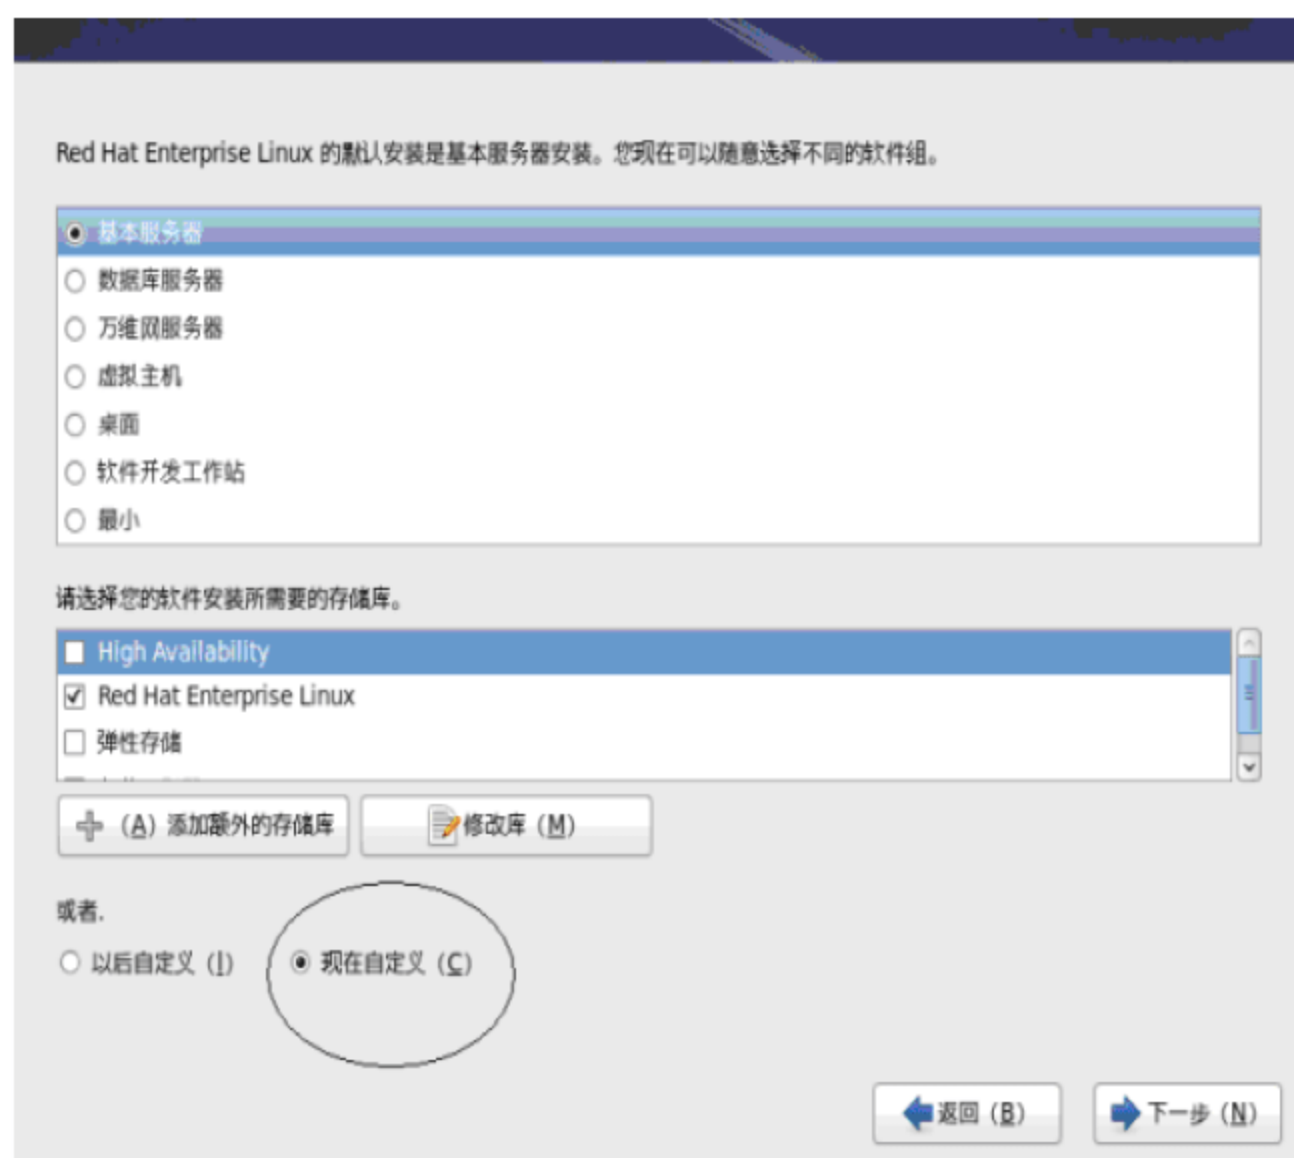 Red Hat Enterprise Linux 的默认安装是基本服务器安装。您现在可以随意选择不同的软件组。
基本服务器
数据库服务器
万维网服务器
虚拟主机
桌面
软件开发工作站
最小
请选择您的软件安装所需要的存储库。
High Availability
Red Hat Enterprise Linux
弹性存储
(A) 添加额外的存储库
修改库 (M)
或者.
以后自定义 (l)
现在自定义 (C)
返回 (B)
下一步 (N)